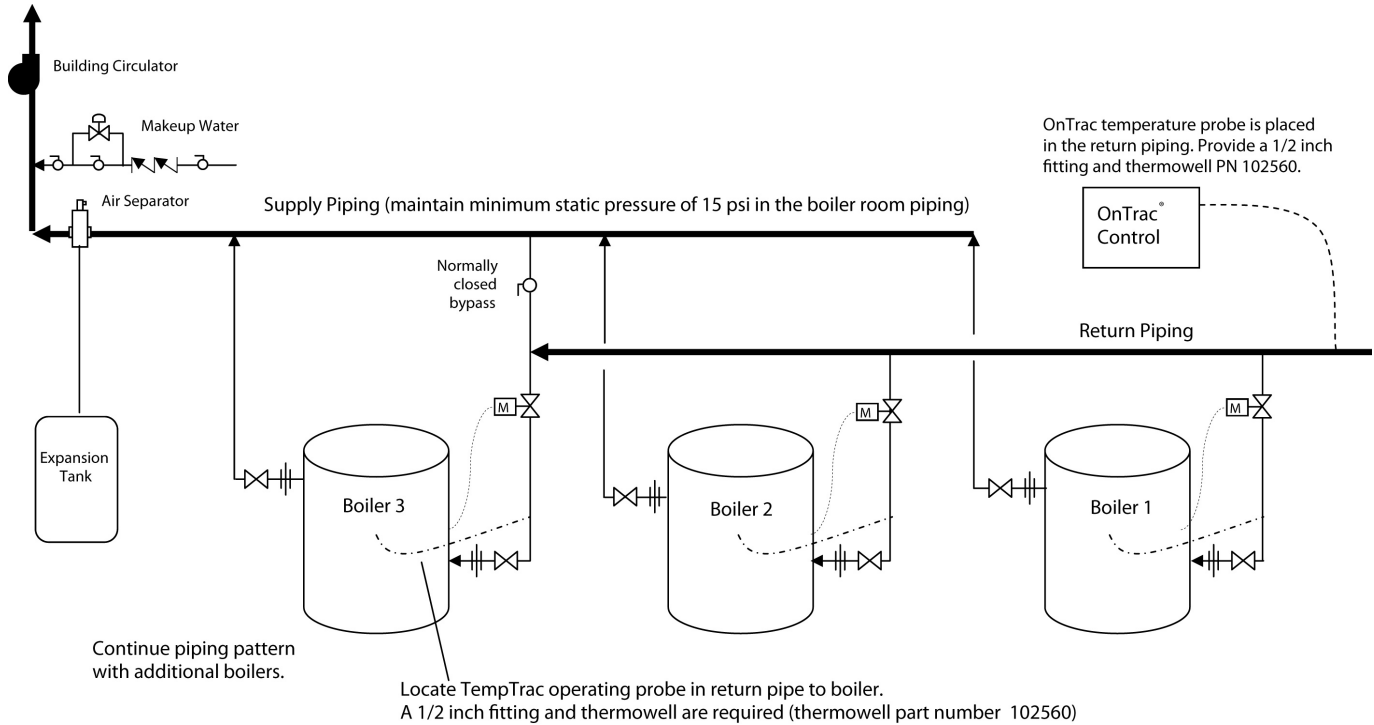 Building Circulator
Makeup Water
Air Separator
Supply Piping (maintain minimum static pressure of 15 psi in the boiler room piping)
OnTrac temperature probe is placed
in the return piping. Provide a 1/2 inch
fitting and thermowell PN 102560.
OnTrac®
Control
Normally
closed
bypass
Return Piping
M
M
M
Expansion
Tank
Boiler 3
Boiler 2
Boiler 1
Continue piping pattern
with additional boilers.
Locate TempTrac operating probe in return pipe to boiler.
A 1/2 inch fitting and thermowell are required (thermowell part number 102560)